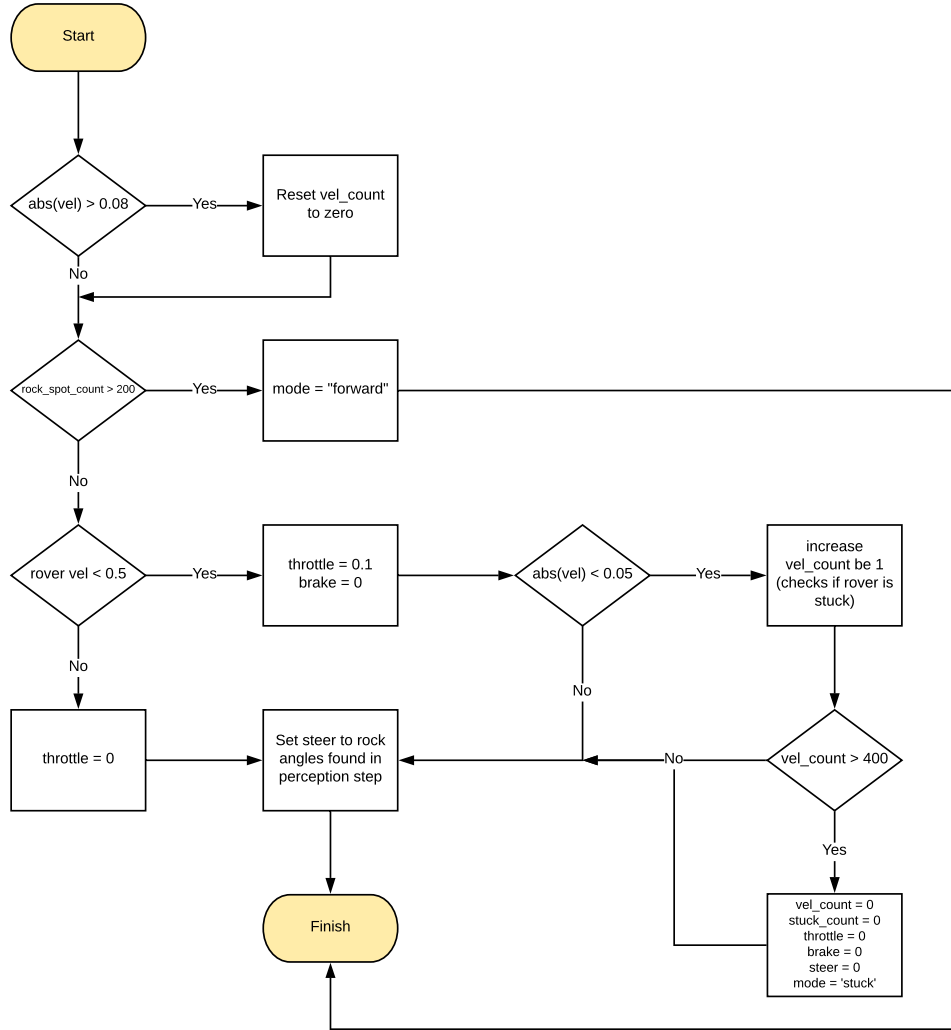 Start
abs(vel) > 0.08
Yes
Reset vel_count
to zero
No
rock_spot_count > 200
Yes
mode = "forward"
No
rover vel < 0.5
Yes
throttle = 0.1
brake = 0
abs(vel) < 0.05
Yes
increase
vel_count be 1
(checks if rover is
stuck)
No
No
throttle = 0
Set steer to rock
angles found in
perception step
No
vel_count > 400
Yes
Finish
vel_count = 0
stuck_count = 0
throttle = 0
brake = 0
steer = 0
mode = 'stuck'